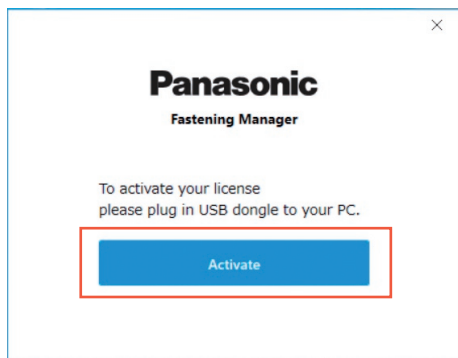 Panasonic
Fastening Manager
To activate your license
please plug in USB dongle to your PC.
Activate